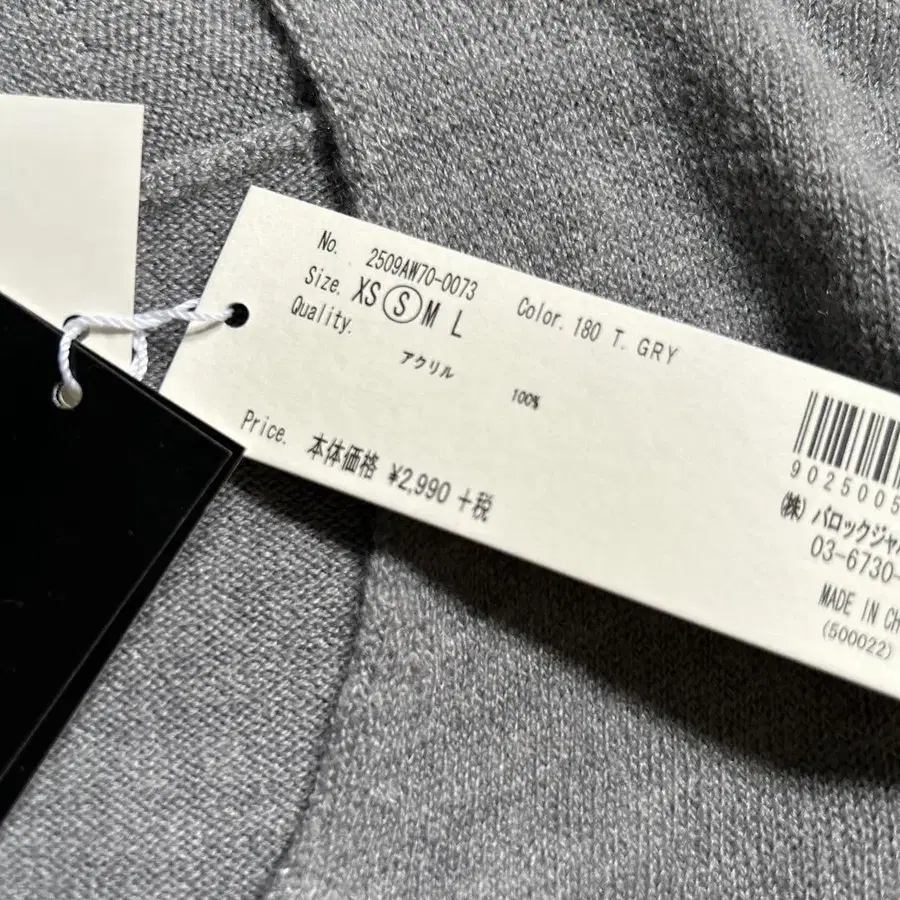 No. 2509AW70-0073
Size. XS S M L
Color. 180 T. GRY
Quality.
アクリル 100%
Price. 本体価格 ¥2,990 +税
9025005
(株) バロックジャ
03-6730-
MADE IN CH
(500022)